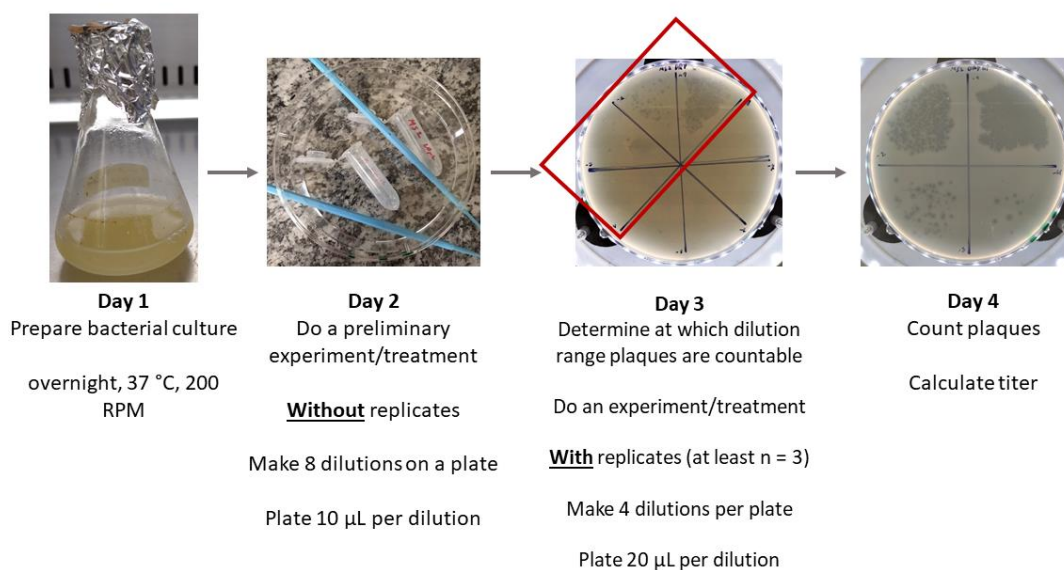 Day 1
Prepare bacterial culture
overnight, 37 °C, 200
RPM
Day 2
Do a preliminary
experiment/treatment
Without replicates
Make 8 dilutions on a plate
Plate 10 µL per dilution
Day 3
Determine at which dilution
range plaques are countable
Do an experiment/treatment
With replicates (at least n = 3)
Make 4 dilutions per plate
Plate 20 µL per dilution
Day 4
Count plaques
Calculate titer